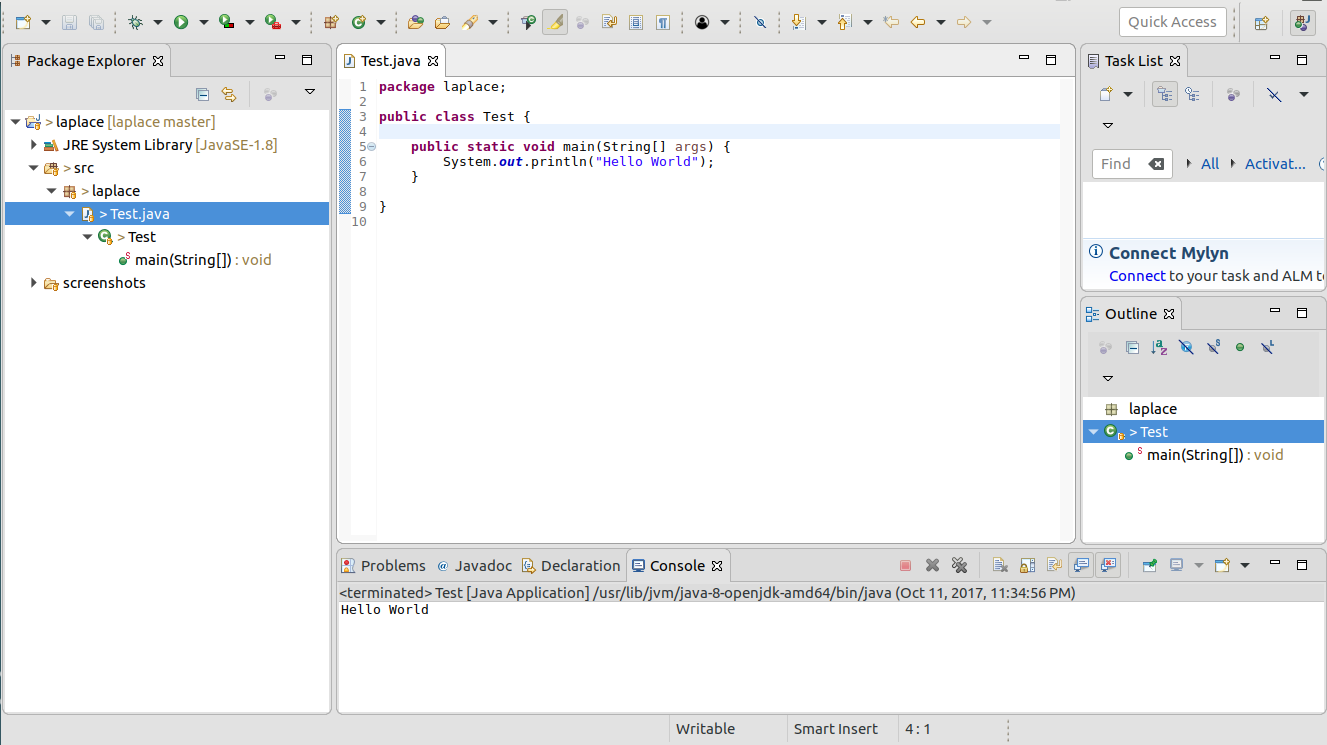 Quick Access
Package Explorer
> laplace [laplace master]
JRE System Library [JavaSE-1.8]
> src
> laplace
> Test.java
> Test
main(String[]) : void
screenshots
Test.java
1 package laplace;
2
3 public class Test {
4
5 public static void main(String[] args) {
6 System.out.println("Hello World");
7 }
8
9 }
10
Task List
Find
All
Activat...
Connect Mylyn
Connect to your task and ALM
Outline
laplace
> Test
main(String[]) : void
Problems
Javadoc
Declaration
Console
<terminated> Test [Java Application] /usr/lib/jvm/java-8-openjdk-amd64/bin/java (Oct 11, 2017, 11:34:56 PM)
Hello World
Writable
Smart Insert
4 : 1